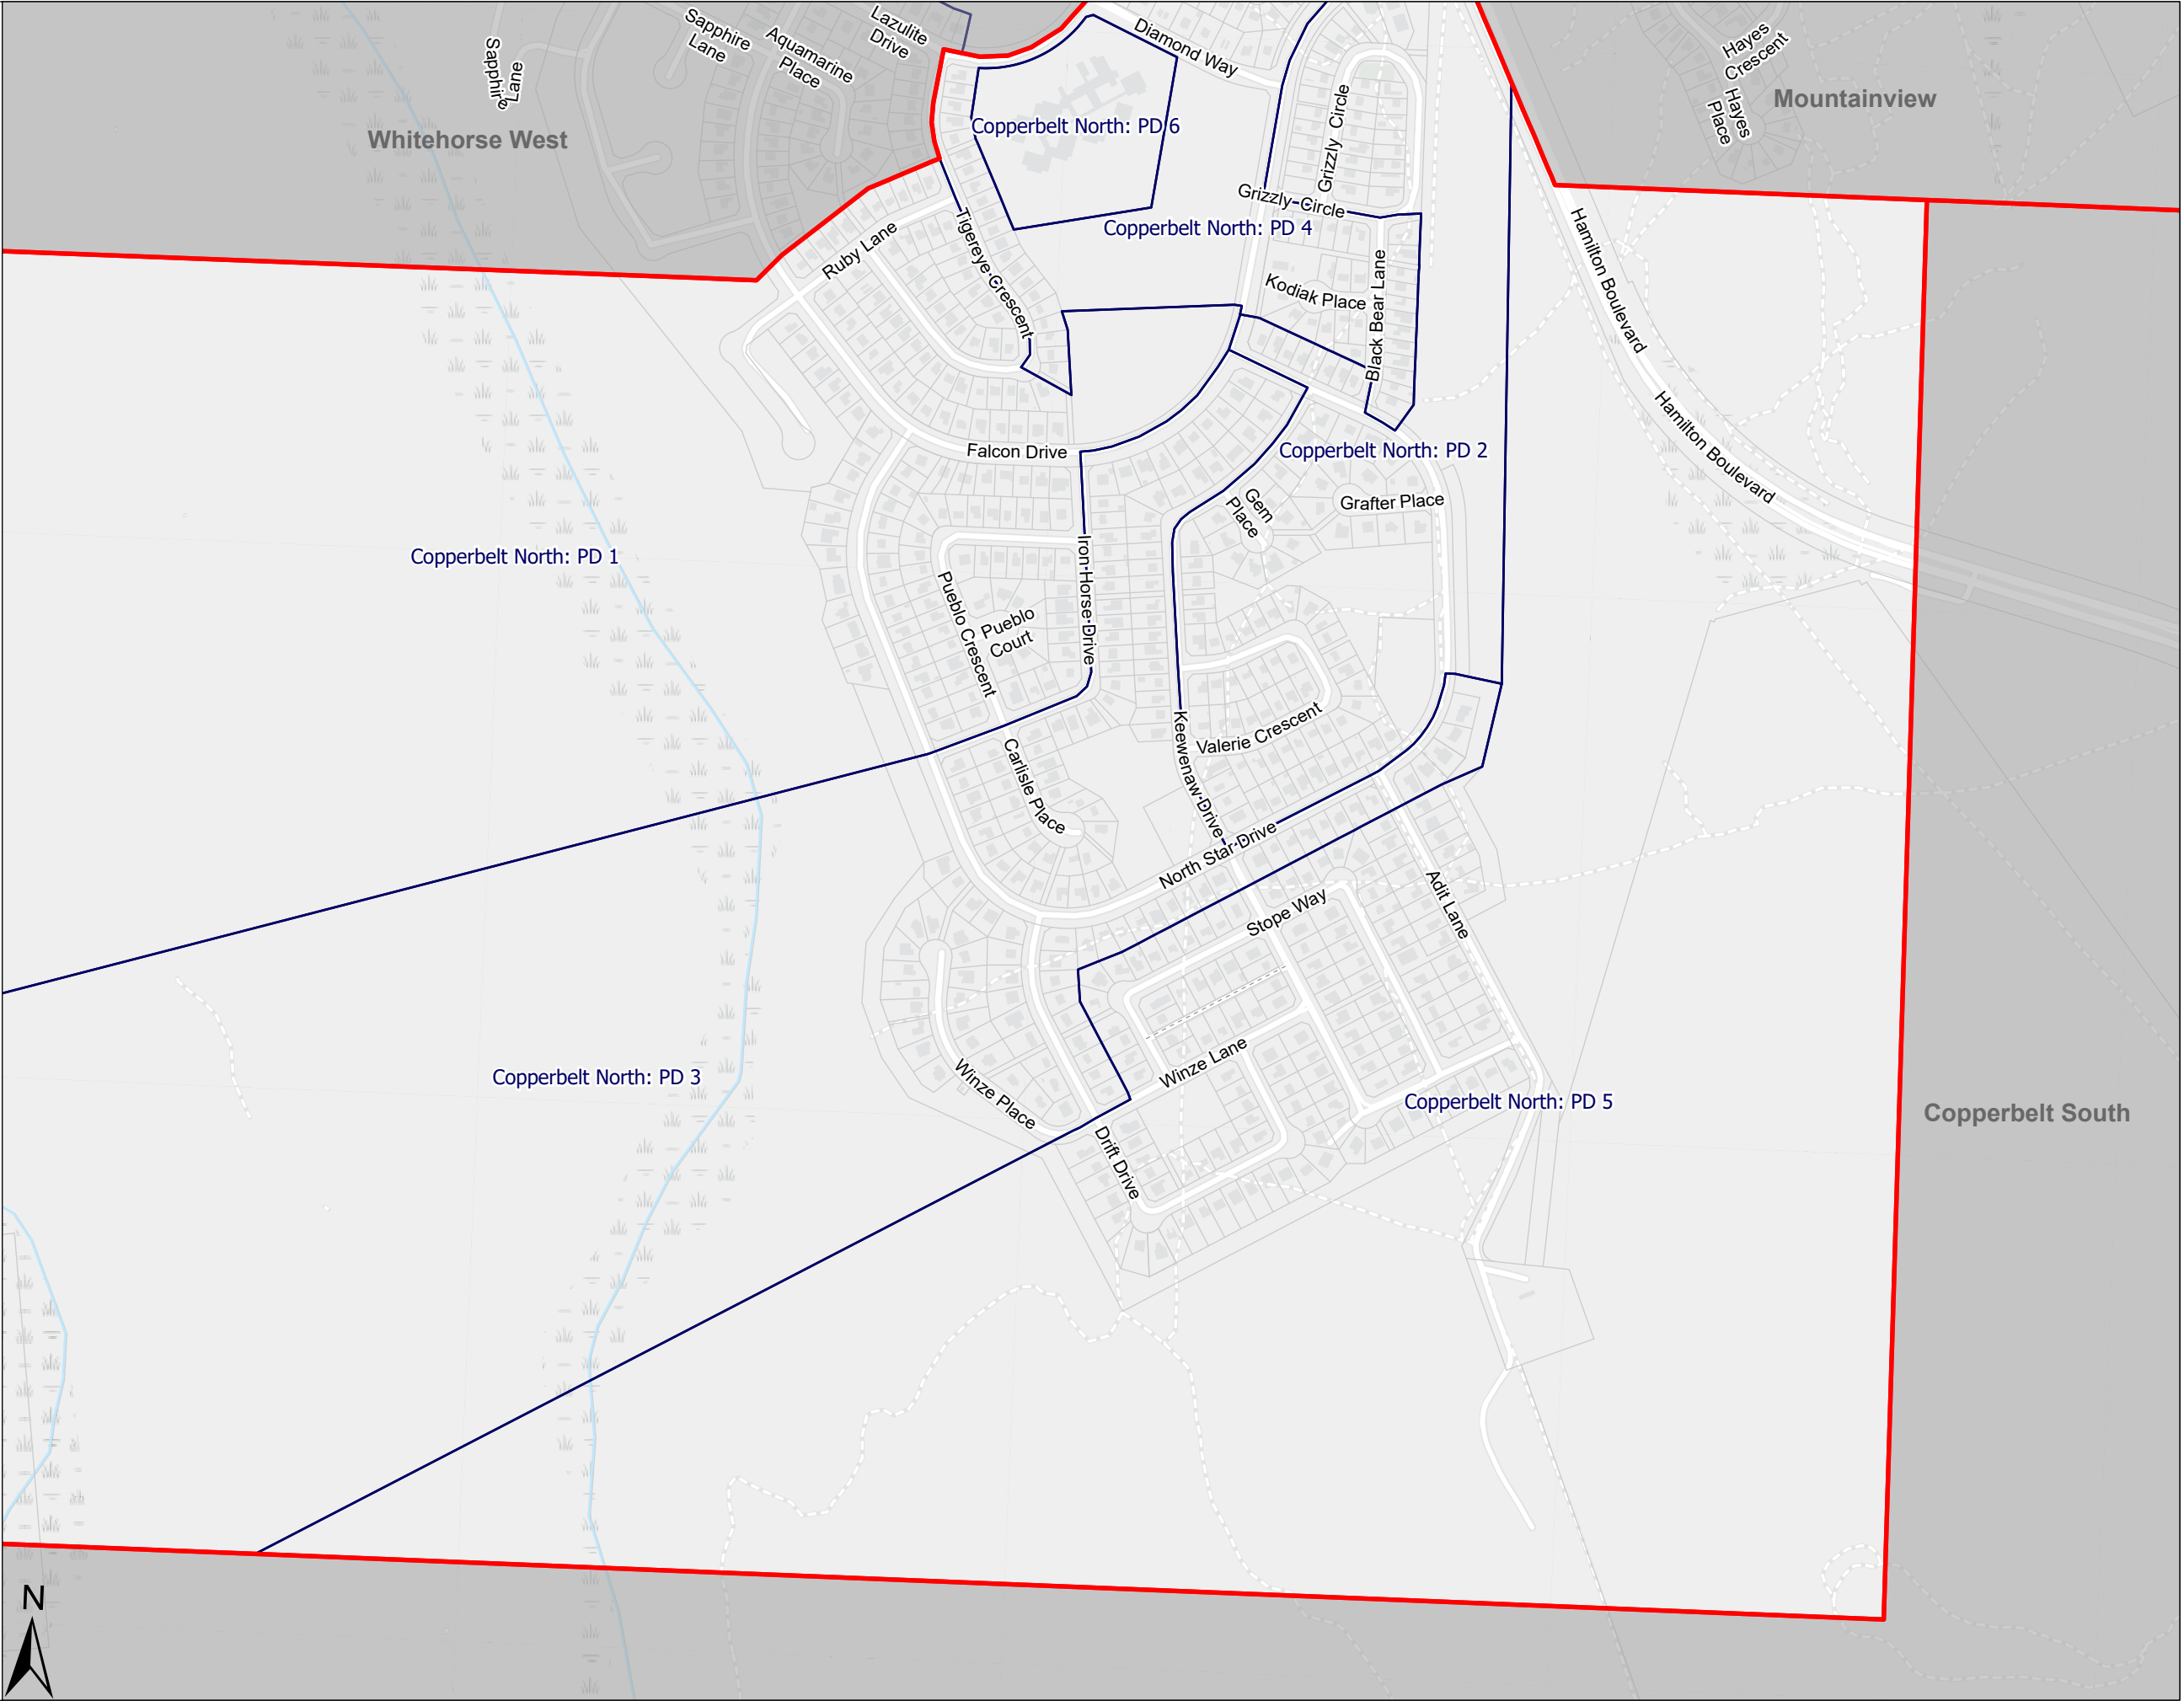 Sapphire
Lane
Sapphire
Lane
Aquamarine
Place
Lazulite
Drive
Diamond Way
Hayes
Crescent
Hayes
Place
Whitehorse West
Mountainview
Copperbelt North: PD 6
Grizzly Circle
Grizzly Circle
Copperbelt North: PD 4
Tigereye Crescent
Ruby Lane
Kodiak Place
Black Bear Lane
Hamilton Boulevard
Hamilton Boulevard
Falcon Drive
Copperbelt North: PD 2
Gem
Place
Grafter Place
Copperbelt North: PD 1
Iron Horse Drive
Pueblo Crescent
Pueblo
Court
Keewenaw Drive
Valerie Crescent
Carlisle Place
North Star Drive
Stope Way
Adit Lane
Winze Lane
Winze Place
Copperbelt North: PD 3
Copperbelt North: PD 5
Copperbelt South
Drift Drive
N